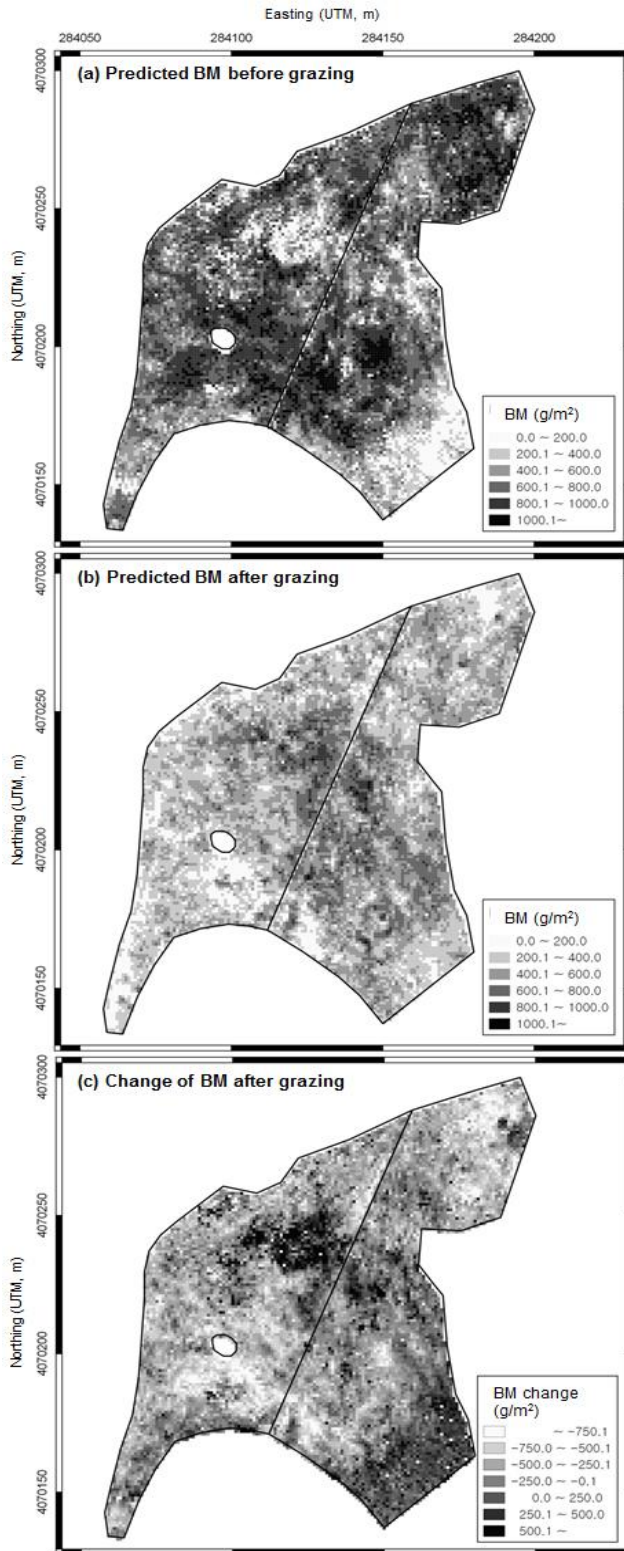 Easting (UTM, m)
284050 284100 284150 284200
(a) Predicted BM before grazing
4070300
4070250
4070200
4070150
Northing (UTM, m)
BM (g/m²)
0.0 ~ 200.0
200.1 ~ 400.0
400.1 ~ 600.0
600.1 ~ 800.0
800.1 ~ 1000.0
1000.1~
(b) Predicted BM after grazing
4070300
4070250
4070200
4070150
Northing (UTM, m)
BM (g/m²)
0.0 ~ 200.0
200.1 ~ 400.0
400.1 ~ 600.0
600.1 ~ 800.0
800.1 ~ 1000.0
1000.1~
(c) Change of BM after grazing
4070300
4070250
4070200
4070150
Northing (UTM, m)
BM change
(g/m²)
~ −750.1
−750.0 ~ −500.1
−500.0 ~ −250.1
−250.0 ~ −0.1
0.0 ~ 250.0
250.1 ~ 500.0
500.1 ~